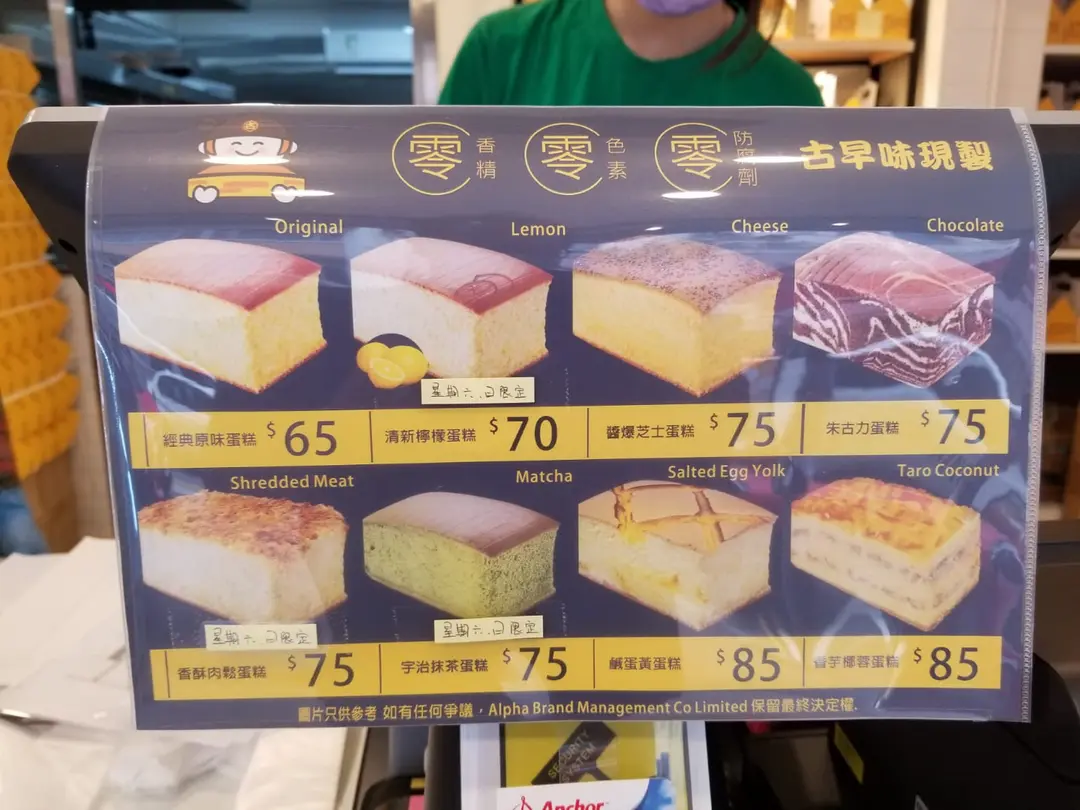 零 香精 零 色素 零 防腐劑 古早味現製
Original Lemon Cheese Chocolate
星期六.日限定
經典原味蛋糕 $65 清新檸檬蛋糕 $70 醬爆芝士蛋糕 $75 朱古力蛋糕 $75
Shredded Meat Matcha Salted Egg Yolk Taro Coconut
星期六.日限定 星期六.日限定
香酥肉鬆蛋糕 $75 宇治抹茶蛋糕 $75 鹹蛋黃蛋糕 $85 香芋椰蓉蛋糕 $85
圖片只供參考 如有任何爭議，Alpha Brand Management Co Limited 保留最終決定權.
SECURITY
SYSTEM
Anchor